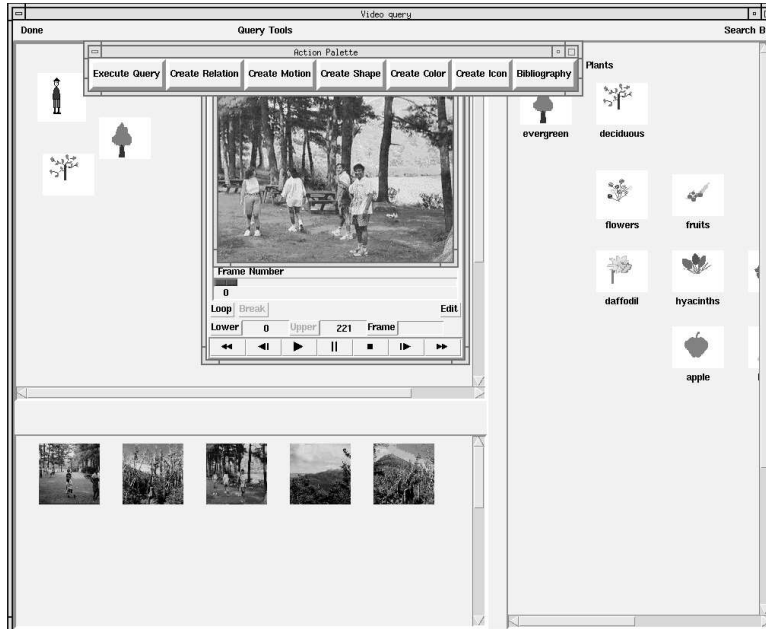 Video query
Done Query Tools Search B
Action Palette
Execute Query Create Relation Create Motion Create Shape Create Color Create Icon Bibliography
Plants
evergreen deciduous
flowers fruits
daffodil hyacinths
apple
Frame Number
0
Loop Break Edit
Lower 0 Upper 221 Frame